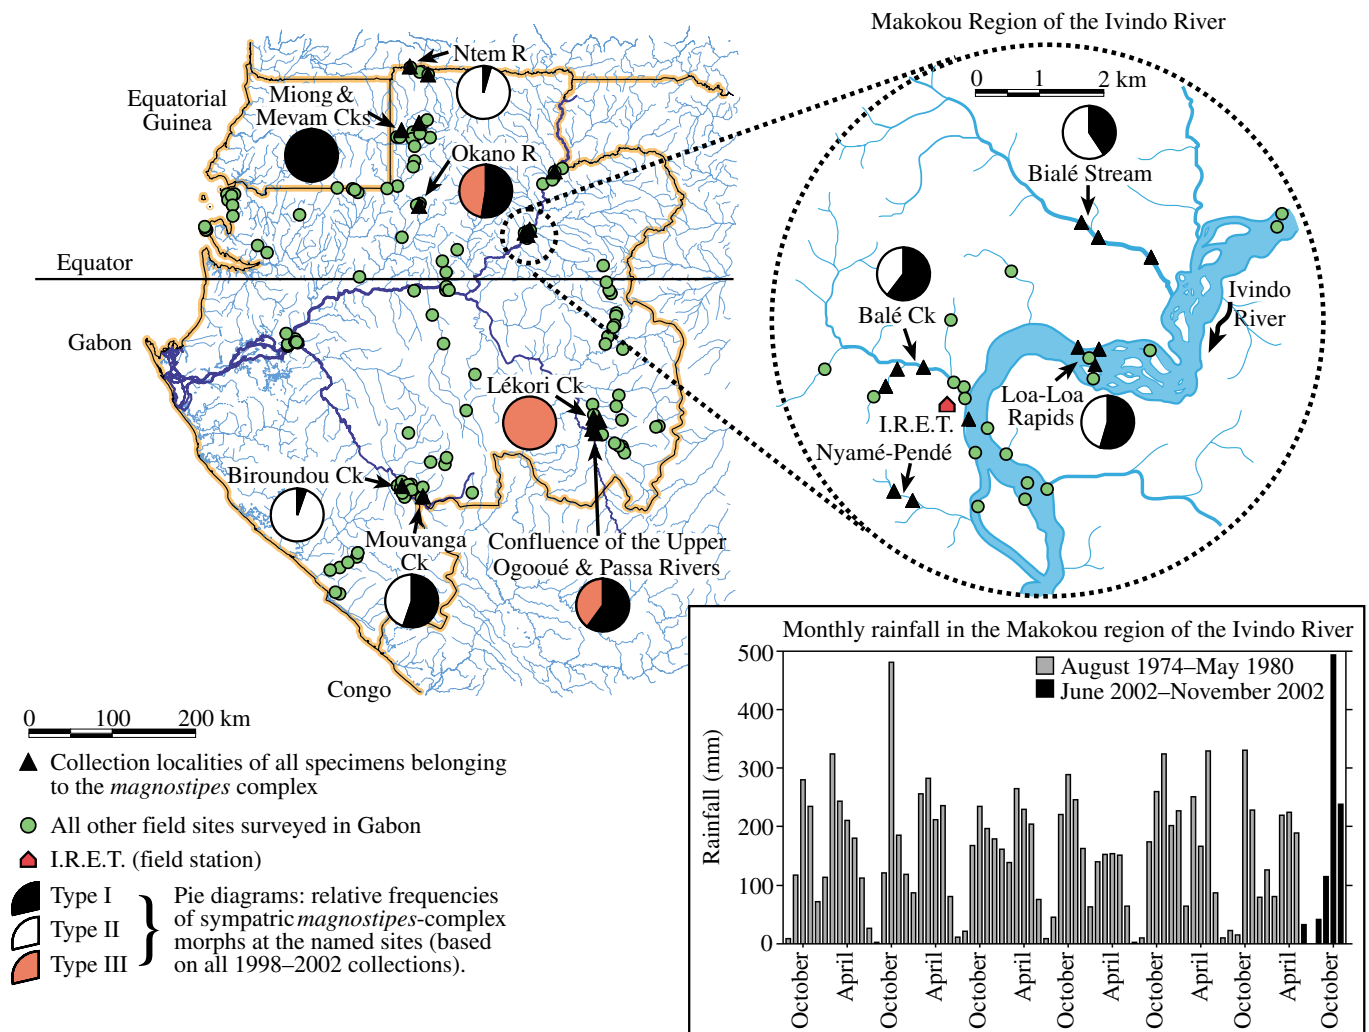 Makokou Region of the Ivindo River
Ntem R
Equatorial
Guinea
Miong &
Mevam Cks
Okano R
Equator
Gabon
Lékori Ck
Biroundou Ck
Mouvanga
Ck
Confluence of the Upper
Ogooué & Passa Rivers
Congo
0 100 200 km
0 1 2 km
Bialé Stream
Balé Ck
Ivindo
River
Loa-Loa
Rapids
I.R.E.T.
Nyamé-Pendé
Collection localities of all specimens belonging
to the magnostipes complex
All other field sites surveyed in Gabon
I.R.E.T. (field station)
Type I
Type II
Type III
Pie diagrams: relative frequencies
of sympatric magnostipes-complex
morphs at the named sites (based
on all 1998–2002 collections).
Monthly rainfall in the Makokou region of the Ivindo River
August 1974–May 1980
June 2002–November 2002
Rainfall (mm)
500
400
300
200
100
0
October
April
October
April
October
April
October
April
October
April
October
April
October